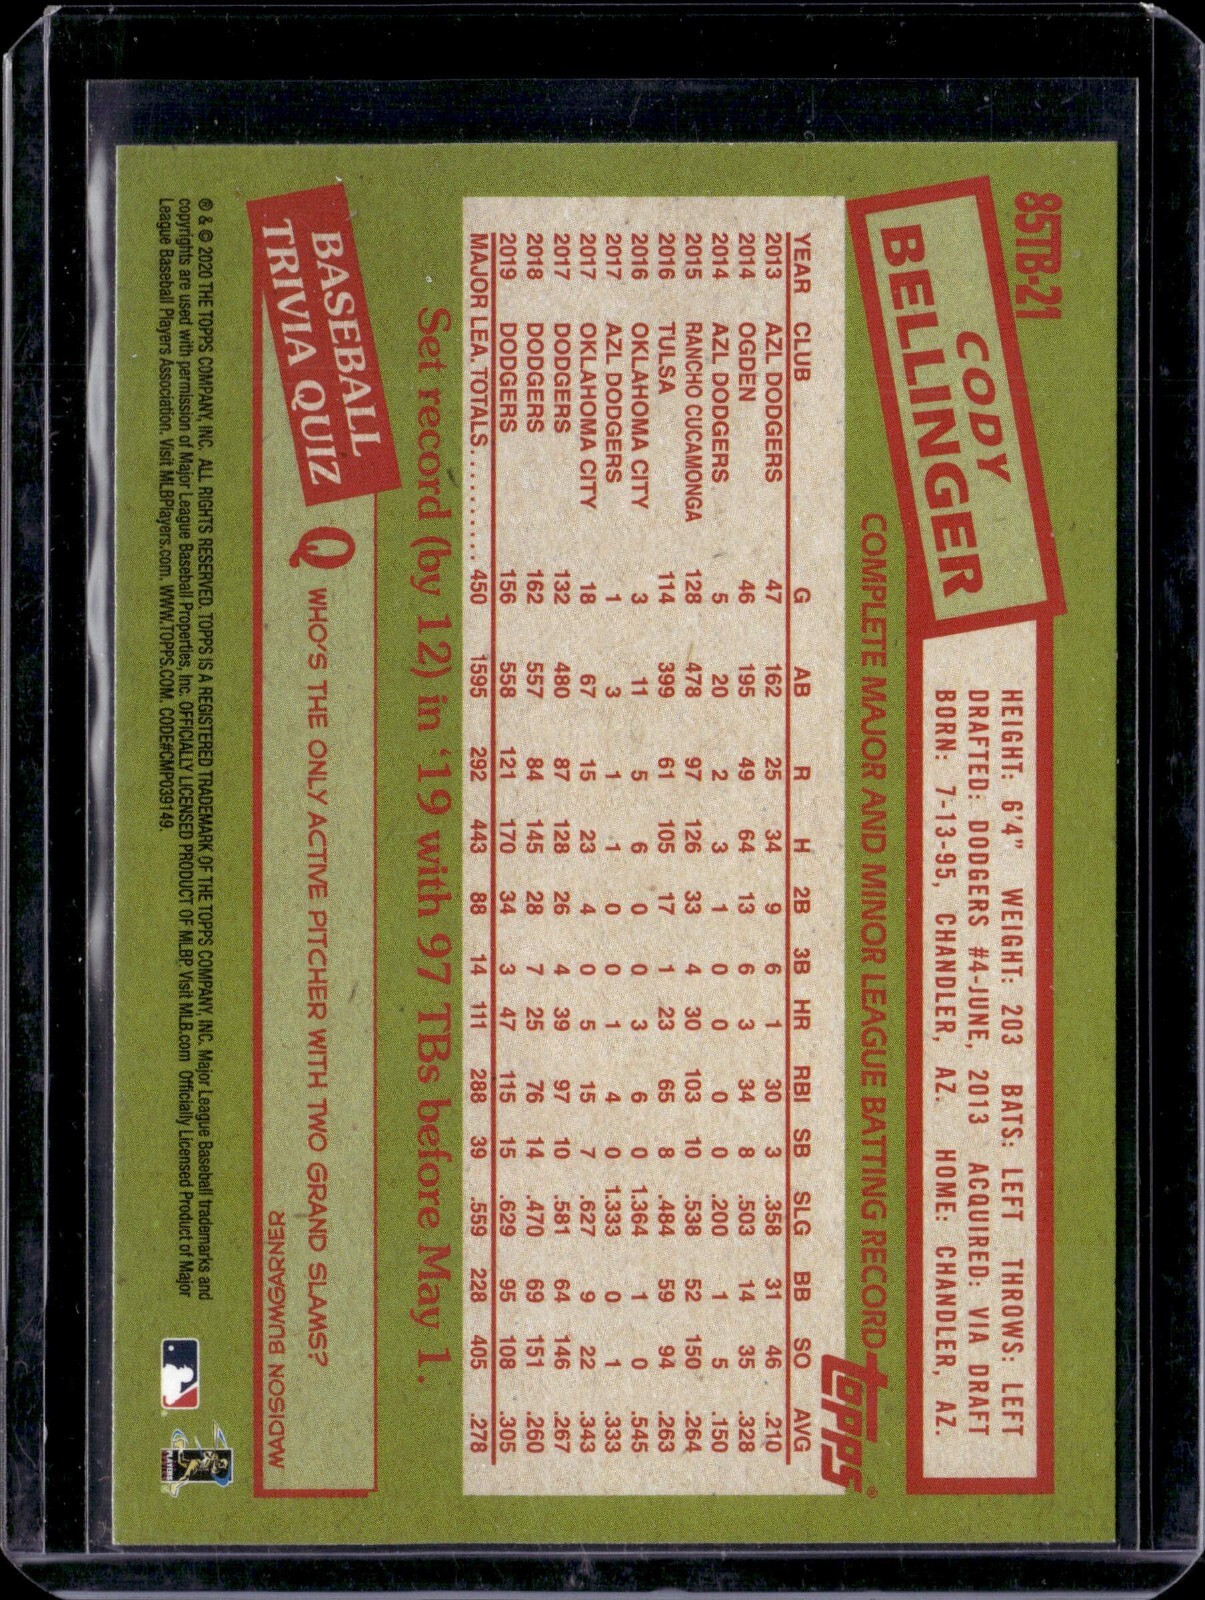 85TB-21
CODY
BELLINGER
HEIGHT: 6'4" WEIGHT: 203 BATS: LEFT THROWS: LEFT
DRAFTED: DODGERS #4-JUNE, 2013 ACQUIRED: VIA DRAFT
BORN: 7-13-95, CHANDLER, AZ. HOME: CHANDLER, AZ.
COMPLETE MAJOR AND MINOR LEAGUE BATTING RECORD
topps®
YEAR CLUB G AB R H 2B 3B HR RBI SB SLG BB SO AVG
2013 AZL DODGERS 47 162 25 34 9 6 1 30 3 .358 31 46 .210
2014 OGDEN 46 195 49 64 13 6 3 34 8 .503 14 35 .328
2014 AZL DODGERS 5 20 2 3 1 0 0 0 0 .200 1 5 .150
2015 RANCHO CUCAMONGA 128 478 97 126 33 4 30 103 10 .538 52 150 .264
2016 TULSA 114 399 61 105 17 1 23 65 8 .484 59 94 .263
2016 OKLAHOMA CITY 3 11 5 6 0 0 3 6 0 1.364 1 0 .545
2017 AZL DODGERS 1 3 1 1 0 0 1 4 0 1.333 0 1 .333
2017 OKLAHOMA CITY 18 67 15 23 4 0 5 15 7 .627 9 22 .343
2017 DODGERS 132 480 87 128 26 4 39 97 10 .581 64 146 .267
2018 DODGERS 162 557 84 145 28 7 25 76 14 .470 69 151 .260
2019 DODGERS 156 558 121 170 34 3 47 115 15 .629 95 108 .305
MAJOR LEA. TOTALS.......... 450 1595 292 443 88 14 111 288 39 .559 228 405 .278
Set record (by 12) in '19 with 97 TBs before May 1.
BASEBALL
TRIVIA QUIZ
Q WHO'S THE ONLY ACTIVE PITCHER WITH TWO GRAND SLAMS?
MADISON BUMGARNER
® & © 2020 THE TOPPS COMPANY, INC. ALL RIGHTS RESERVED. TOPPS IS A REGISTERED TRADEMARK OF THE TOPPS COMPANY, INC. Major League Baseball trademarks and
copyrights are used with permission of Major League Baseball Properties, Inc. OFFICIALLY LICENSED PRODUCT OF MLBP. Visit MLB.com Officially Licensed Product of Major
League Baseball Players Association. Visit MLBPlayers.com. WWW.TOPPS.COM. CODE#CMP039149.